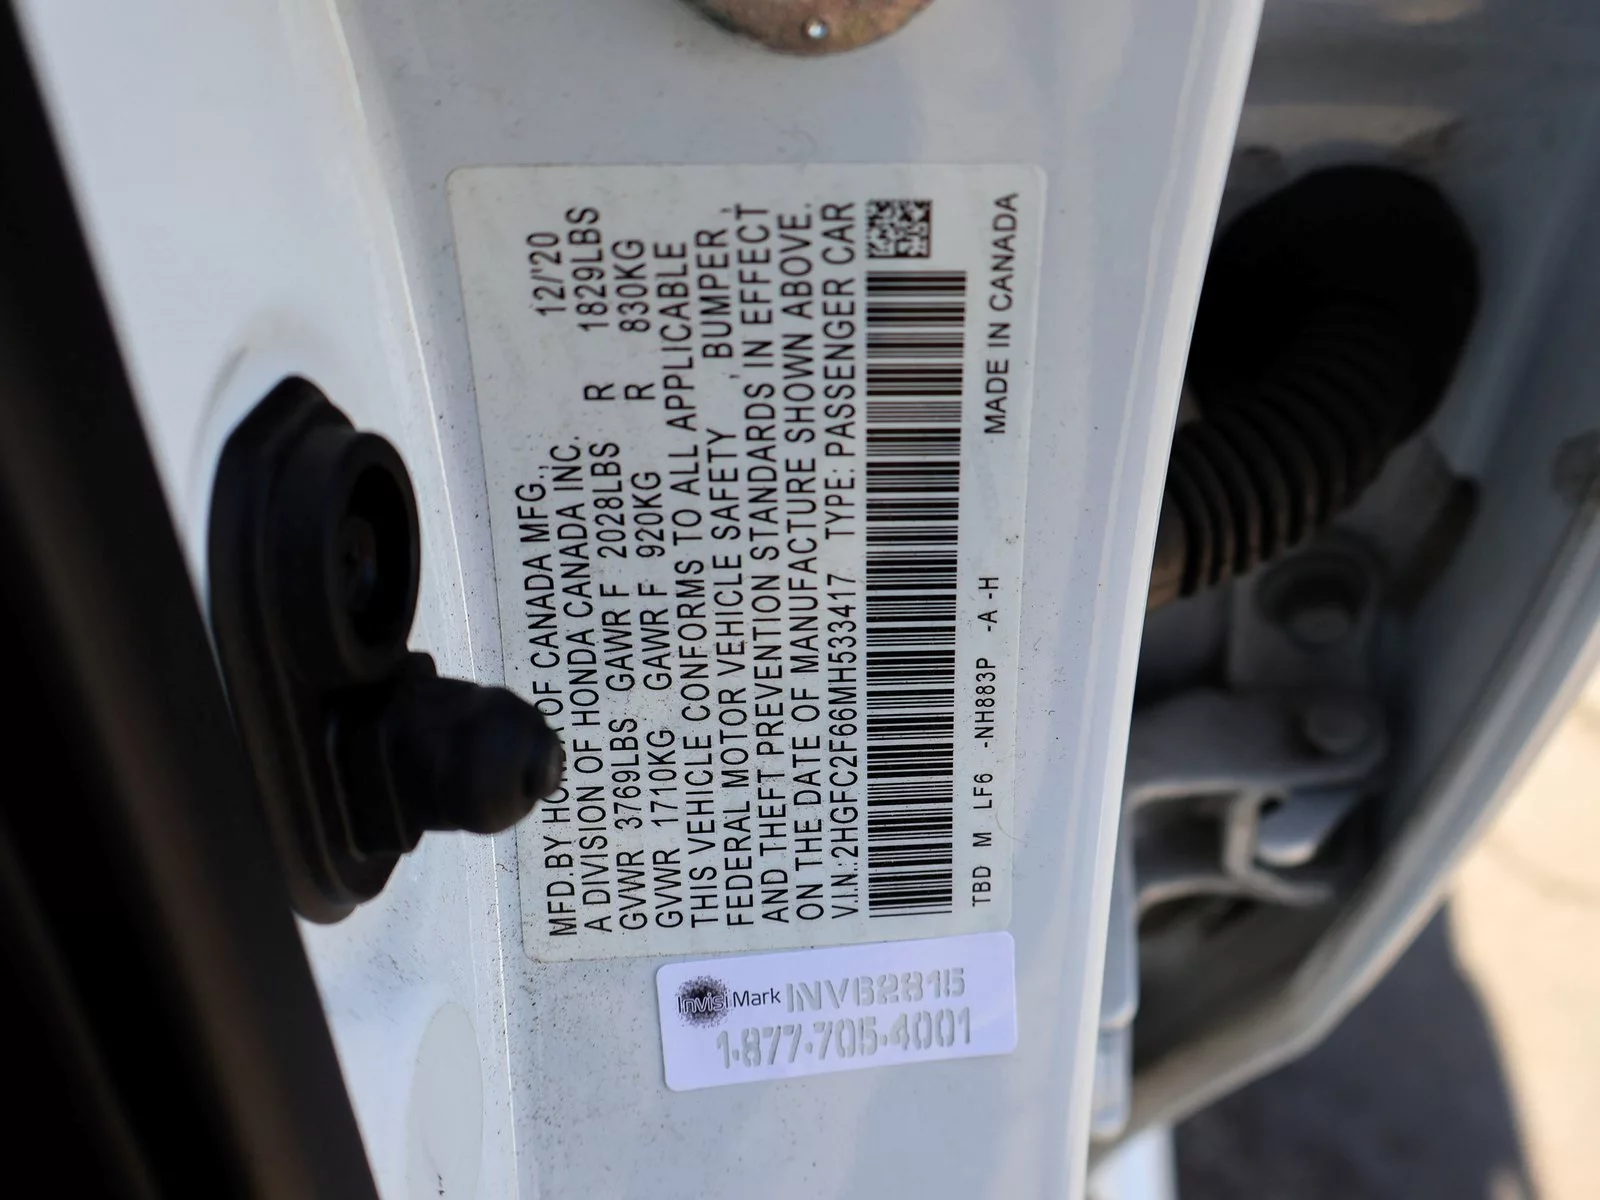 MFD.BY HONDA OF CANADA MFG., 12/'20
A DIVISION OF HONDA CANADA INC.
GVWR 3769LBS GAWR F 2028LBS R 1829LBS
GVWR 1710KG GAWR F 920KG R 830KG
THIS VEHICLE CONFORMS TO ALL APPLICABLE
FEDERAL MOTOR VEHICLE SAFETY , BUMPER ,
AND THEFT PREVENTION STANDARDS IN EFFECT
ON THE DATE OF MANUFACTURE SHOWN ABOVE.
V.I.N.:2HGFC2F66MH533417 TYPE: PASSENGER CAR
TBD M LF6 -NH883P -A -H MADE IN CANADA
InvisiMark INV62815
1-877-705-4001